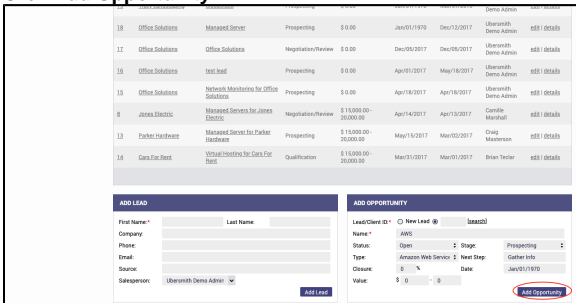 18 Office Solutions Managed Server Prospecting $ 0.00 Jan/01/1970 Dec/12/2017 Ubersmith Demo Admin edit | details
17 Office Solutions Office Solutions Negotiation/Review $ 0.00 Dec/05/2017 Dec/05/2017 Ubersmith Demo Admin edit | details
16 Office Solutions test lead Prospecting $ 0.00 Apr/01/2017 May/18/2017 Ubersmith Demo Admin edit | details
15 Office Solutions Network Monitoring for Office Solutions Prospecting $ 0.00 Apr/18/2017 Apr/18/2017 Ubersmith Demo Admin edit | details
8 Jones Electric Managed Servers for Jones Electric Negotiation/Review $ 15,000.00 - 20,000.00 Apr/14/2017 Apr/13/2017 Camille Marshall edit | details
13 Parker Hardware Managed Server for Parker Hardware Prospecting $ 15,000.00 - 20,000.00 May/15/2017 Mar/02/2017 Craig Masterson edit | details
14 Cars For Rent Virtual Hosting for Cars For Rent Qualification $ 15,000.00 - 20,000.00 Mar/31/2017 Mar/01/2017 Brian Teclar edit | details
ADD LEAD
First Name:* Last Name:
Company:
Phone:
Email:
Source:
Salesperson: Ubersmith Demo Admir
Add Lead
ADD OPPORTUNITY
Lead/Client ID:* New Lead [search]
Name:* AWS
Status: Open Stage: Prospecting
Type: Amazon Web Service Next Step: Gather Info
Closure: 0 % Date: Jan/01/1970
Value: $ 0 - 0
Add Opportunity